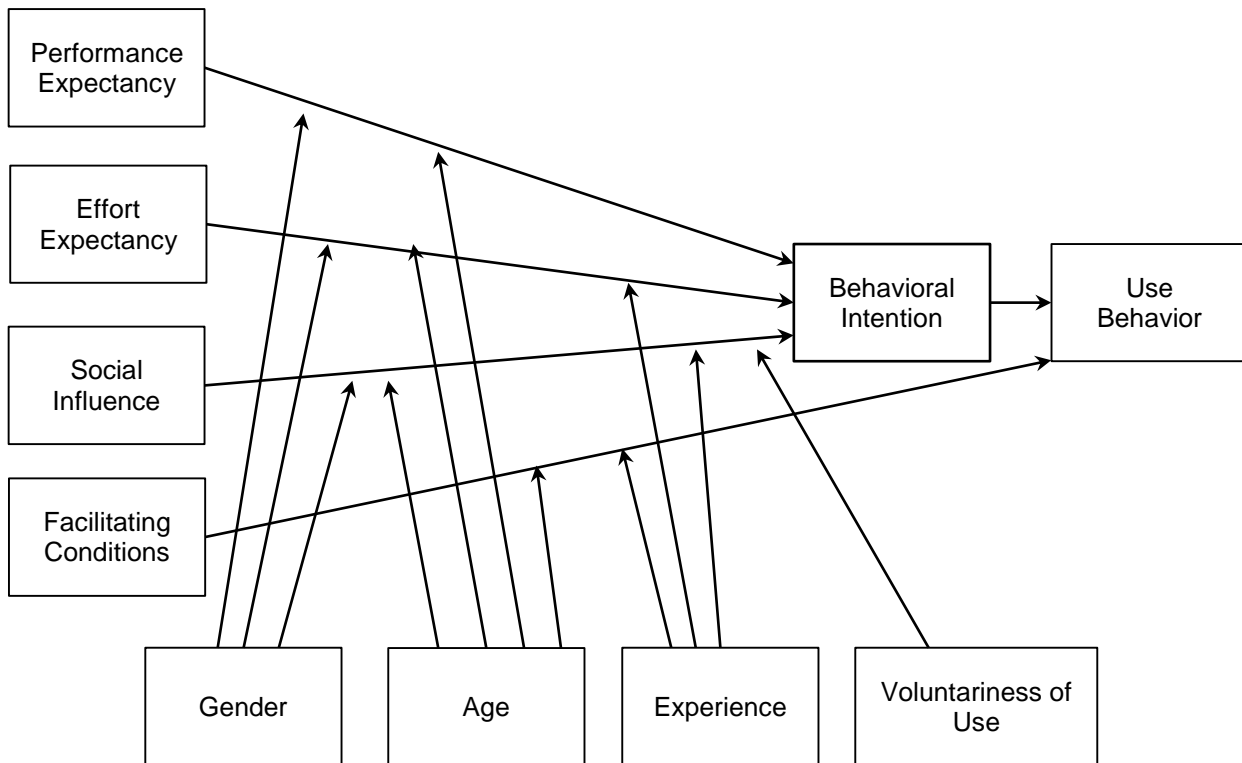 Performance
Expectancy
Effort
Expectancy
Social
Influence
Facilitating
Conditions
Behavioral
Intention
Use
Behavior
Gender
Age
Experience
Voluntariness of
Use